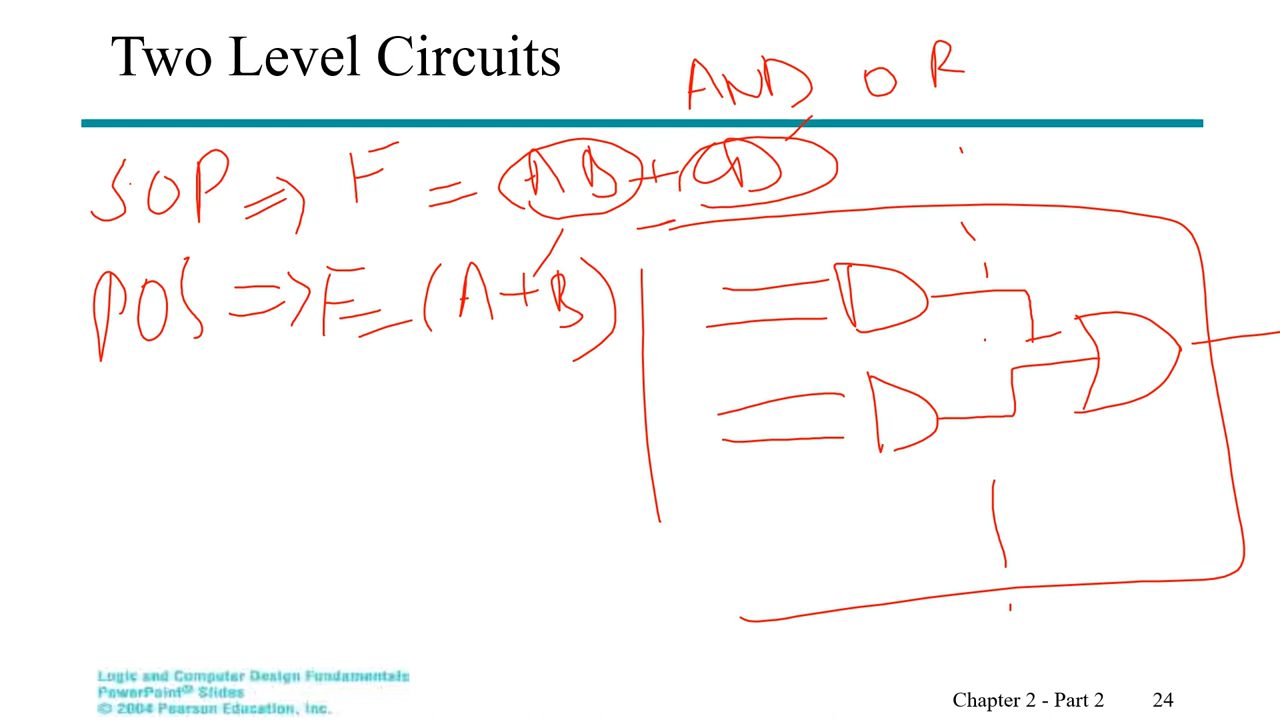 Two Level Circuits
AND OR
SOP ⇒ F = AB + CD
POS ⇒ F = (A+B)
Logic and Computer Design Fundamentals
PowerPoint® Slides
© 2004 Pearson Education, Inc.
Chapter 2 - Part 2 24